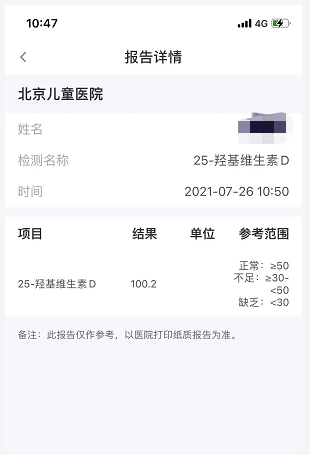 10:47
4G
报告详情
北京儿童医院
姓名
检测名称 25-羟基维生素D
时间 2021-07-26 10:50
项目 结果 单位 参考范围
25-羟基维生素D 100.2
正常：≥50
不足：≥30-
<50
缺乏：<30
备注：此报告仅作参考，以医院打印纸质报告为准。